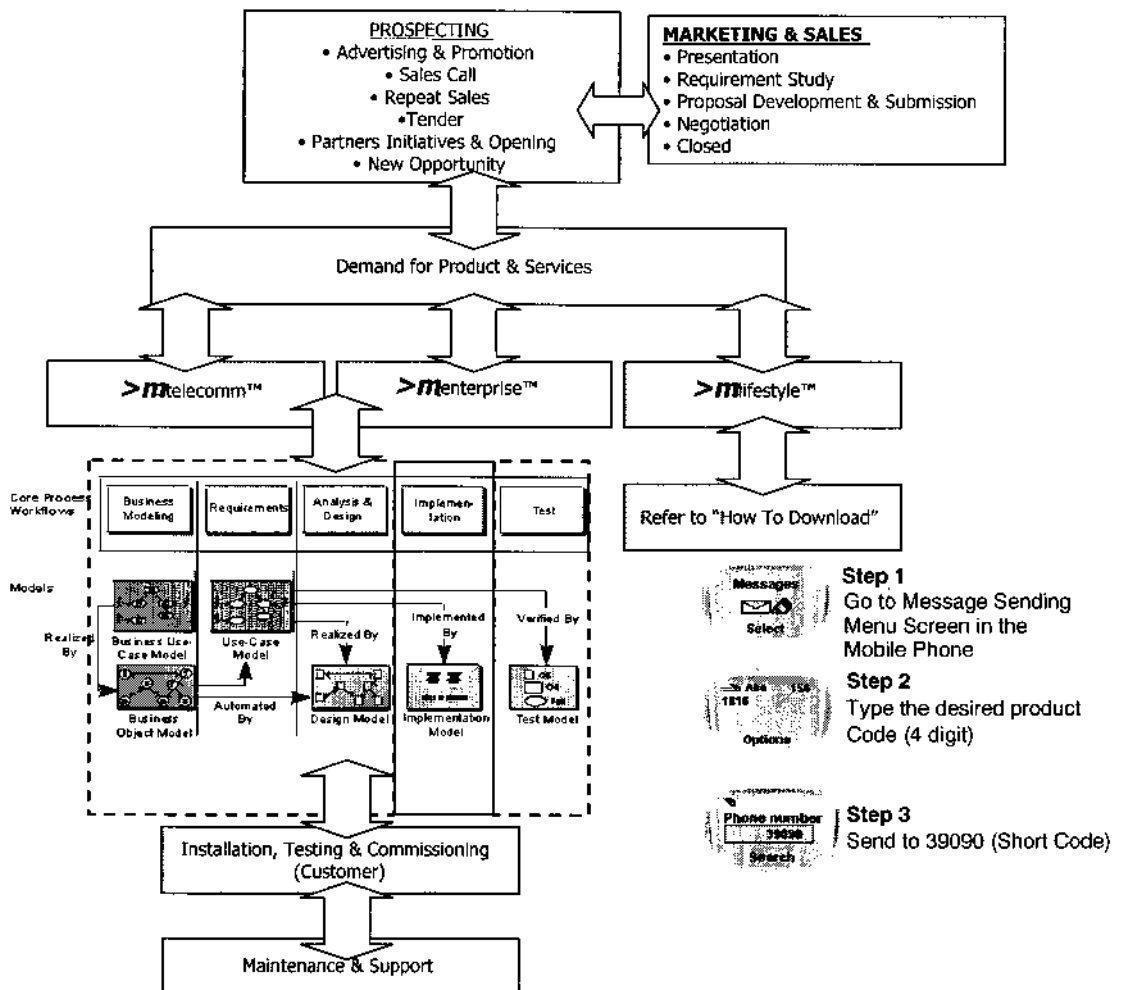 PROSPECTING
• Advertising & Promotion
• Sales Call
• Repeat Sales
•Tender
• Partners Initiatives & Opening
• New Opportunity
MARKETING & SALES
• Presentation
• Requirement Study
• Proposal Development & Submission
• Negotiation
• Closed
Demand for Product & Services
>mtelecomm™
>menterprise™
>mlifestyle™
Core Process
Workflows
Business
Modeling
Requirements
Analysis &
Design
Implemen-
tation
Test
Refer to "How To Download"
Models
Realized
By
Business Use-
Case Model
Use-Case
Model
Realized By
Implemented
By
Verified By
Business
Object Model
Automated
By
Design Model
Implementation
Model
Test Model
Messages
Select
Step 1
Go to Message Sending
Menu Screen in the
Mobile Phone
1816
Options
Step 2
Type the desired product
Code (4 digit)
Phone number
39090
Search
Step 3
Send to 39090 (Short Code)
Installation, Testing & Commissioning
(Customer)
Maintenance & Support